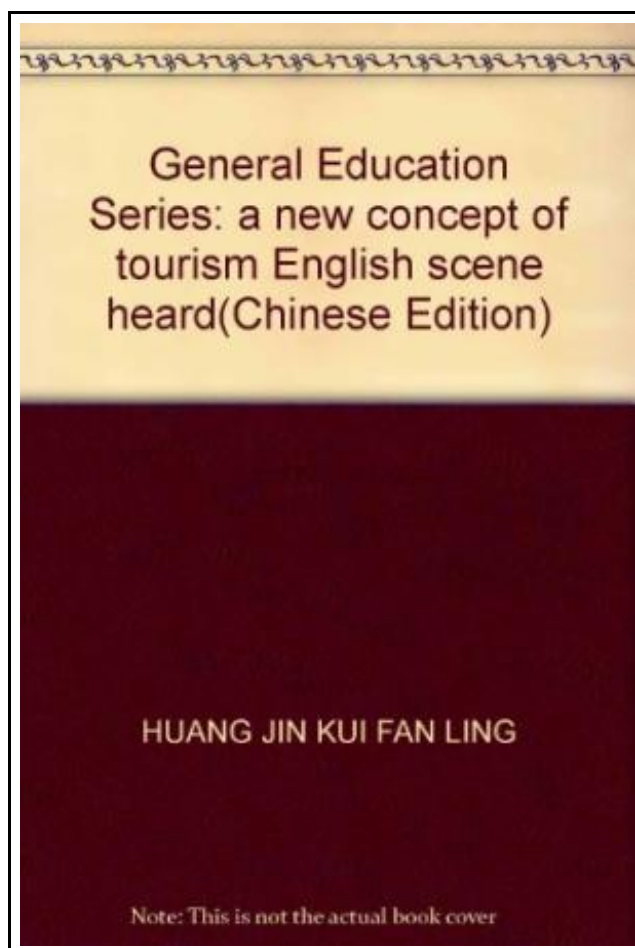 General Education
Series: a new concept of
tourism English scene
heard(Chinese Edition)
HUANG JIN KUI FAN LING
Note: This is not the actual book cover